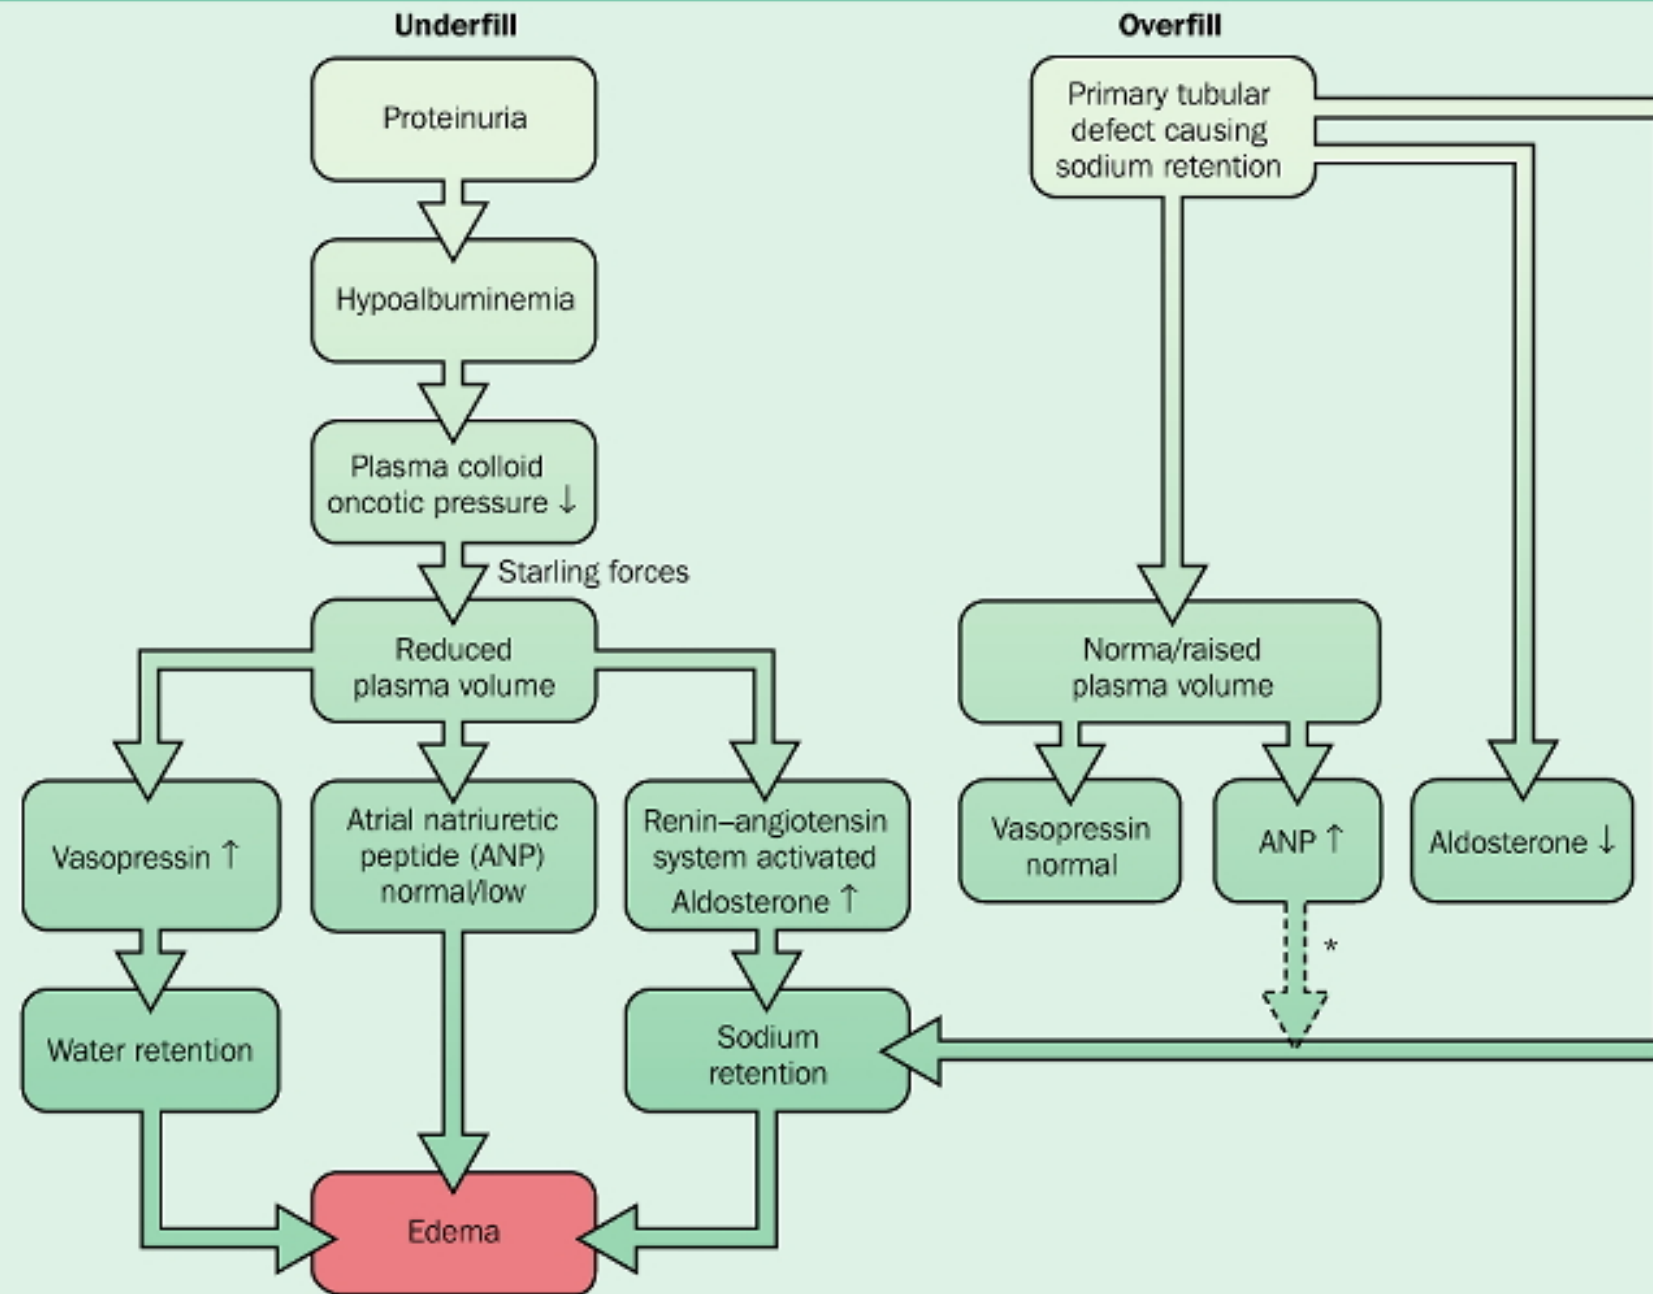 Underfill
Proteinuria
Hypoalbuminemia
Plasma colloid
oncotic pressure ↓
Starling forces
Reduced
plasma volume
Vasopressin ↑
Atrial natriuretic
peptide (ANP)
normal/low
Renin–angiotensin
system activated
Aldosterone ↑
Water retention
Sodium
retention
Edema
Overfill
Primary tubular
defect causing
sodium retention
Norma/raised
plasma volume
Vasopressin
normal
ANP ↑
Aldosterone ↓
*